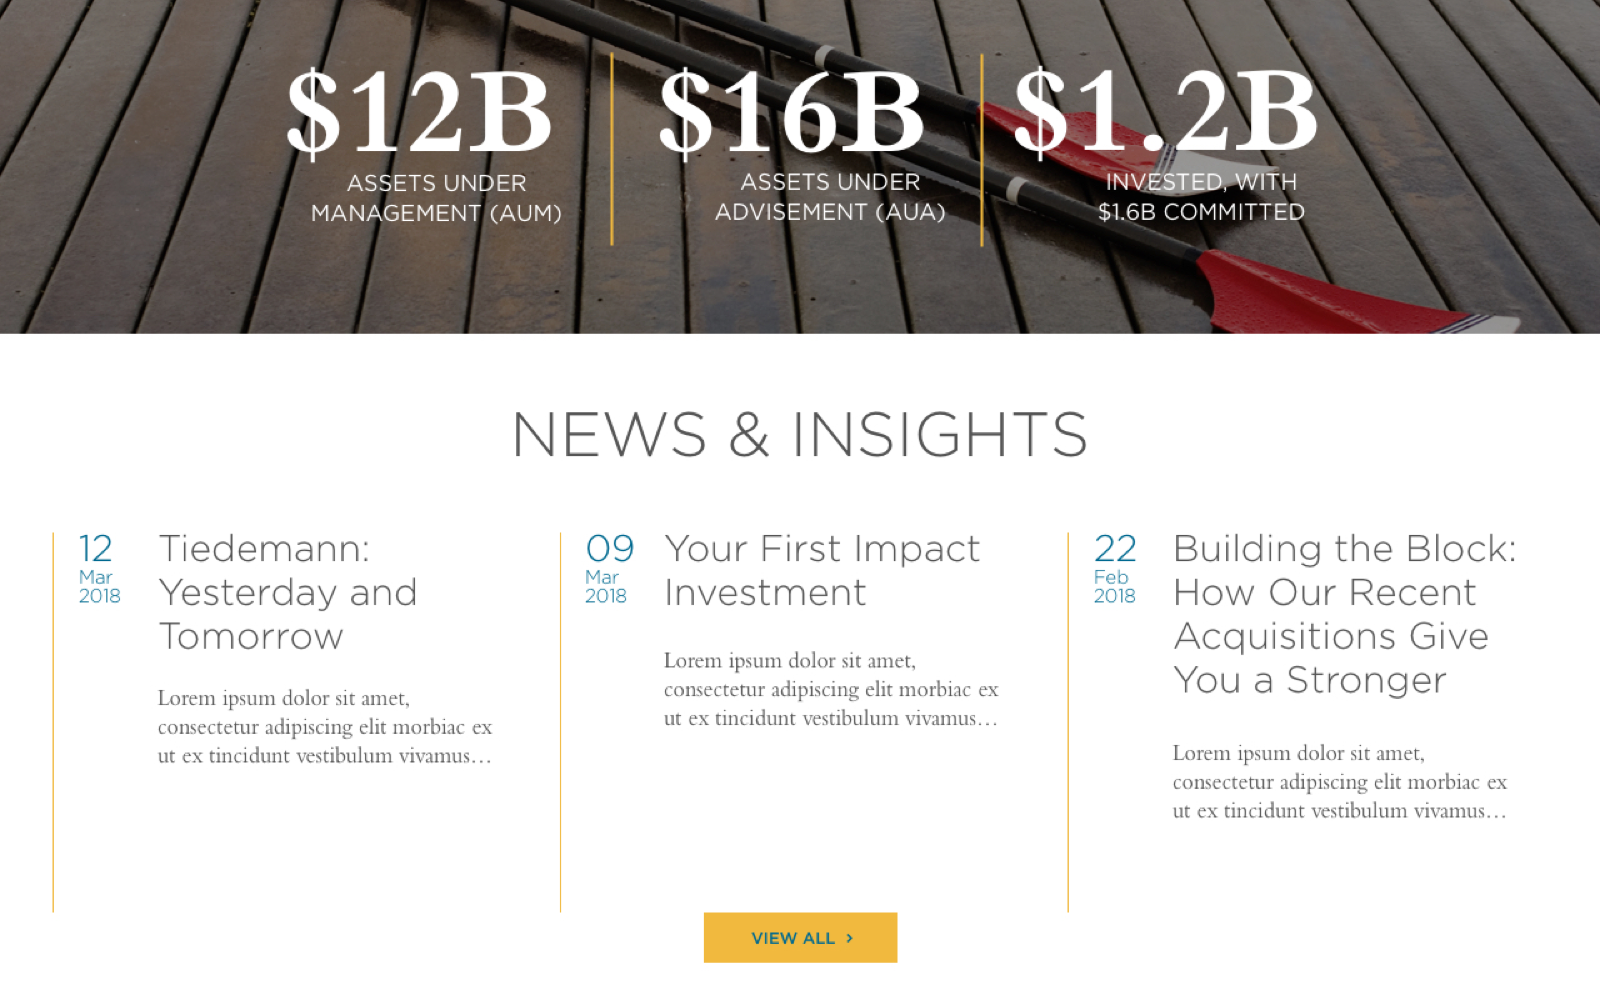 $12B
ASSETS UNDER
MANAGEMENT (AUM)
$16B
ASSETS UNDER
ADVISEMENT (AUA)
$1.2B
INVESTED, WITH
$1.6B COMMITTED
NEWS & INSIGHTS
12
Mar
2018
Tiedemann:
Yesterday and
Tomorrow
Lorem ipsum dolor sit amet,
consectetur adipiscing elit morbiac ex
ut ex tincidunt vestibulum vivamus…
09
Mar
2018
Your First Impact
Investment
Lorem ipsum dolor sit amet,
consectetur adipiscing elit morbiac ex
ut ex tincidunt vestibulum vivamus…
22
Feb
2018
Building the Block:
How Our Recent
Acquisitions Give
You a Stronger
Lorem ipsum dolor sit amet,
consectetur adipiscing elit morbiac ex
ut ex tincidunt vestibulum vivamus…
VIEW ALL >